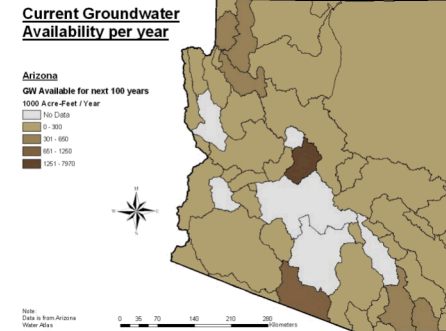 Current Groundwater
Availability per year
Arizona
GW Available for next 100 years
1000 Acre-Feet / Year
No Data
0 - 300
301 - 650
651 - 1250
1251 - 7970
N
W
E
S
Note:
Data is from Arizona
Water Atlas
0 35 70 140 210 280
Kilometers